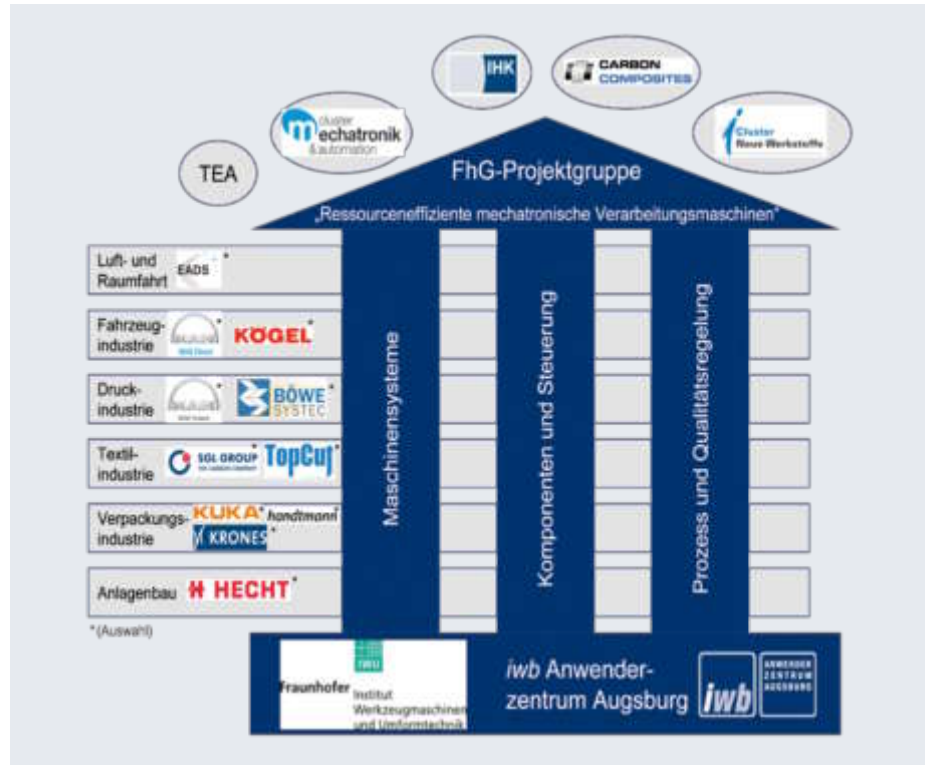 IHK
CARBON
COMPOSITES
cluster
mechatronik
& automation
Cluster
Neue Werkstoffe
TEA
FhG-Projektgruppe
„Ressourceneffiziente mechatronische Verarbeitungsmaschinen“
Luft- und
Raumfahrt
EADS *
Fahrzeug-
industrie
* KÖGEL *
Druck-
industrie
* BÖWE *
SYSTEC
Textil-
industrie
SGL GROUP * TopCut *
Verpackungs-
industrie
KUKA * handtmann *
KRONES *
Anlagenbau
HECHT *
* (Auswahl)
Maschinensysteme
Komponenten und Steuerung
Prozess und Qualitätsregelung
IWU
Fraunhofer
Institut
Werkzeugmaschinen
und Umformtechnik
iwb Anwender-
zentrum Augsburg
iwb
ANWENDER
ZENTRUM
AUGSBURG